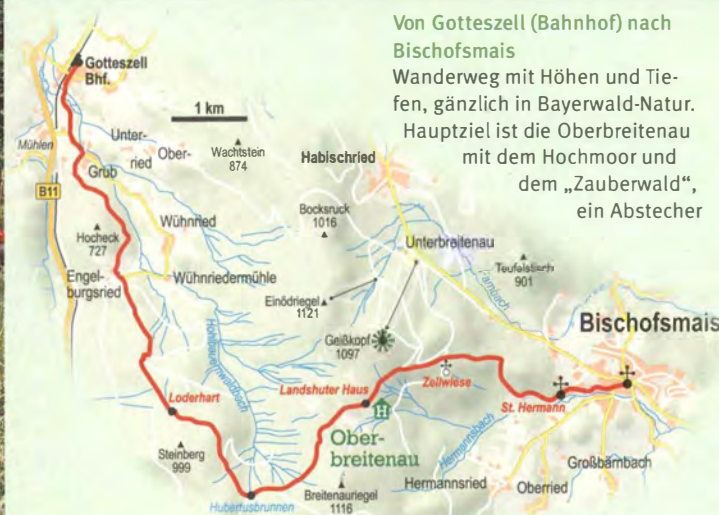 Von Gotteszell (Bahnhof) nach
Bischofsmais
Wanderweg mit Höhen und Tie-
fen, gänzlich in Bayerwald-Natur.
Hauptziel ist die Oberbreitenau
mit dem Hochmoor und
dem „Zauberwald“,
ein Abstecher
Gotteszell
Bhf.
1 km
Mühlen
Unter-
ried
Ober-
Wachtstein
874
Habischried
Grub
B11
Bocksruck
1016
Wühnried
Unterbreitenau
Hocheck
727
Teufelstisch
901
Engel-
burgsried
Wühnriedermühle
Einödriegel
1121
Bischofsmais
Geißkopf
1097
Zellwiese
Landshuter Haus
St. Hermann
Loderhart
H
Ober-
breitenau
Hermannsbach
Steinberg
999
Großbärnbach
Hermannsried
Oberried
Breitenauriegel
1116
Hubertusbrunnen